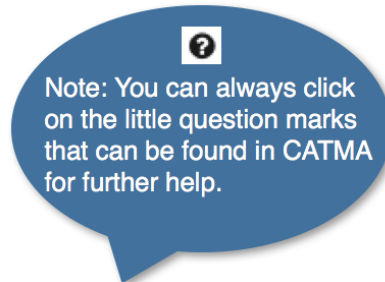 ?
Note: You can always click
on the little question marks
that can be found in CATMA
for further help.